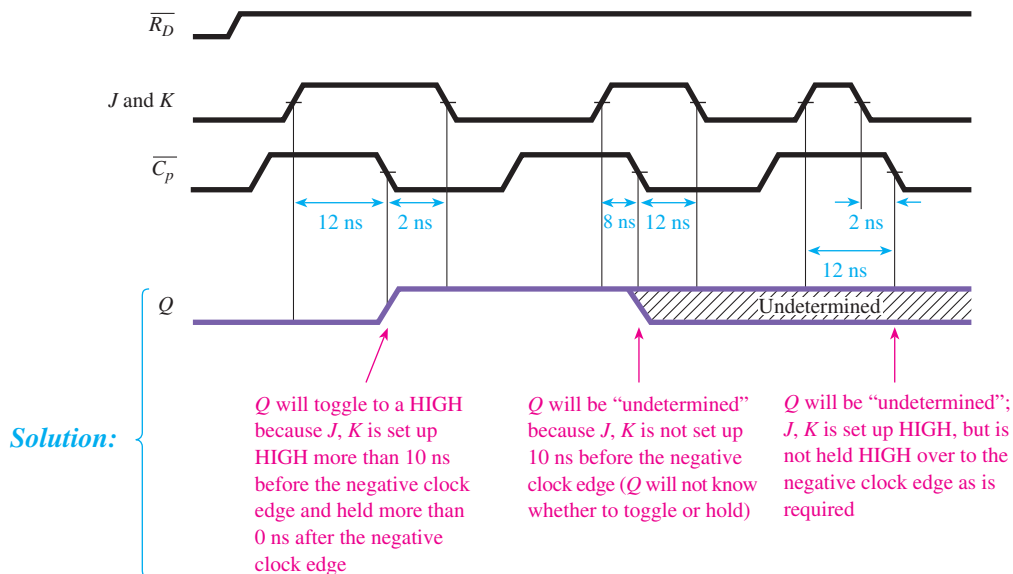 R_D
J and K
C_p
12 ns
2 ns
8 ns
12 ns
2 ns
12 ns
Q
Undetermined
Solution:
Q will toggle to a HIGH
because J, K is set up
HIGH more than 10 ns
before the negative clock
edge and held more than
0 ns after the negative
clock edge
Q will be “undetermined”
because J, K is not set up
10 ns before the negative
clock edge (Q will not know
whether to toggle or hold)
Q will be “undetermined”;
J, K is set up HIGH, but is
not held HIGH over to the
negative clock edge as is
required